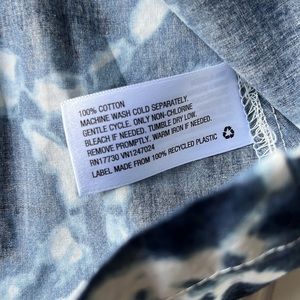 100% COTTON
MACHINE WASH COLD SEPARATELY.
GENTLE CYCLE. ONLY NON-CHLORINE
BLEACH IF NEEDED. TUMBLE DRY LOW.
REMOVE PROMPTLY. WARM IRON IF NEEDED.
RN17730 VN1247024
LABEL MADE FROM 100% RECYCLED PLASTIC